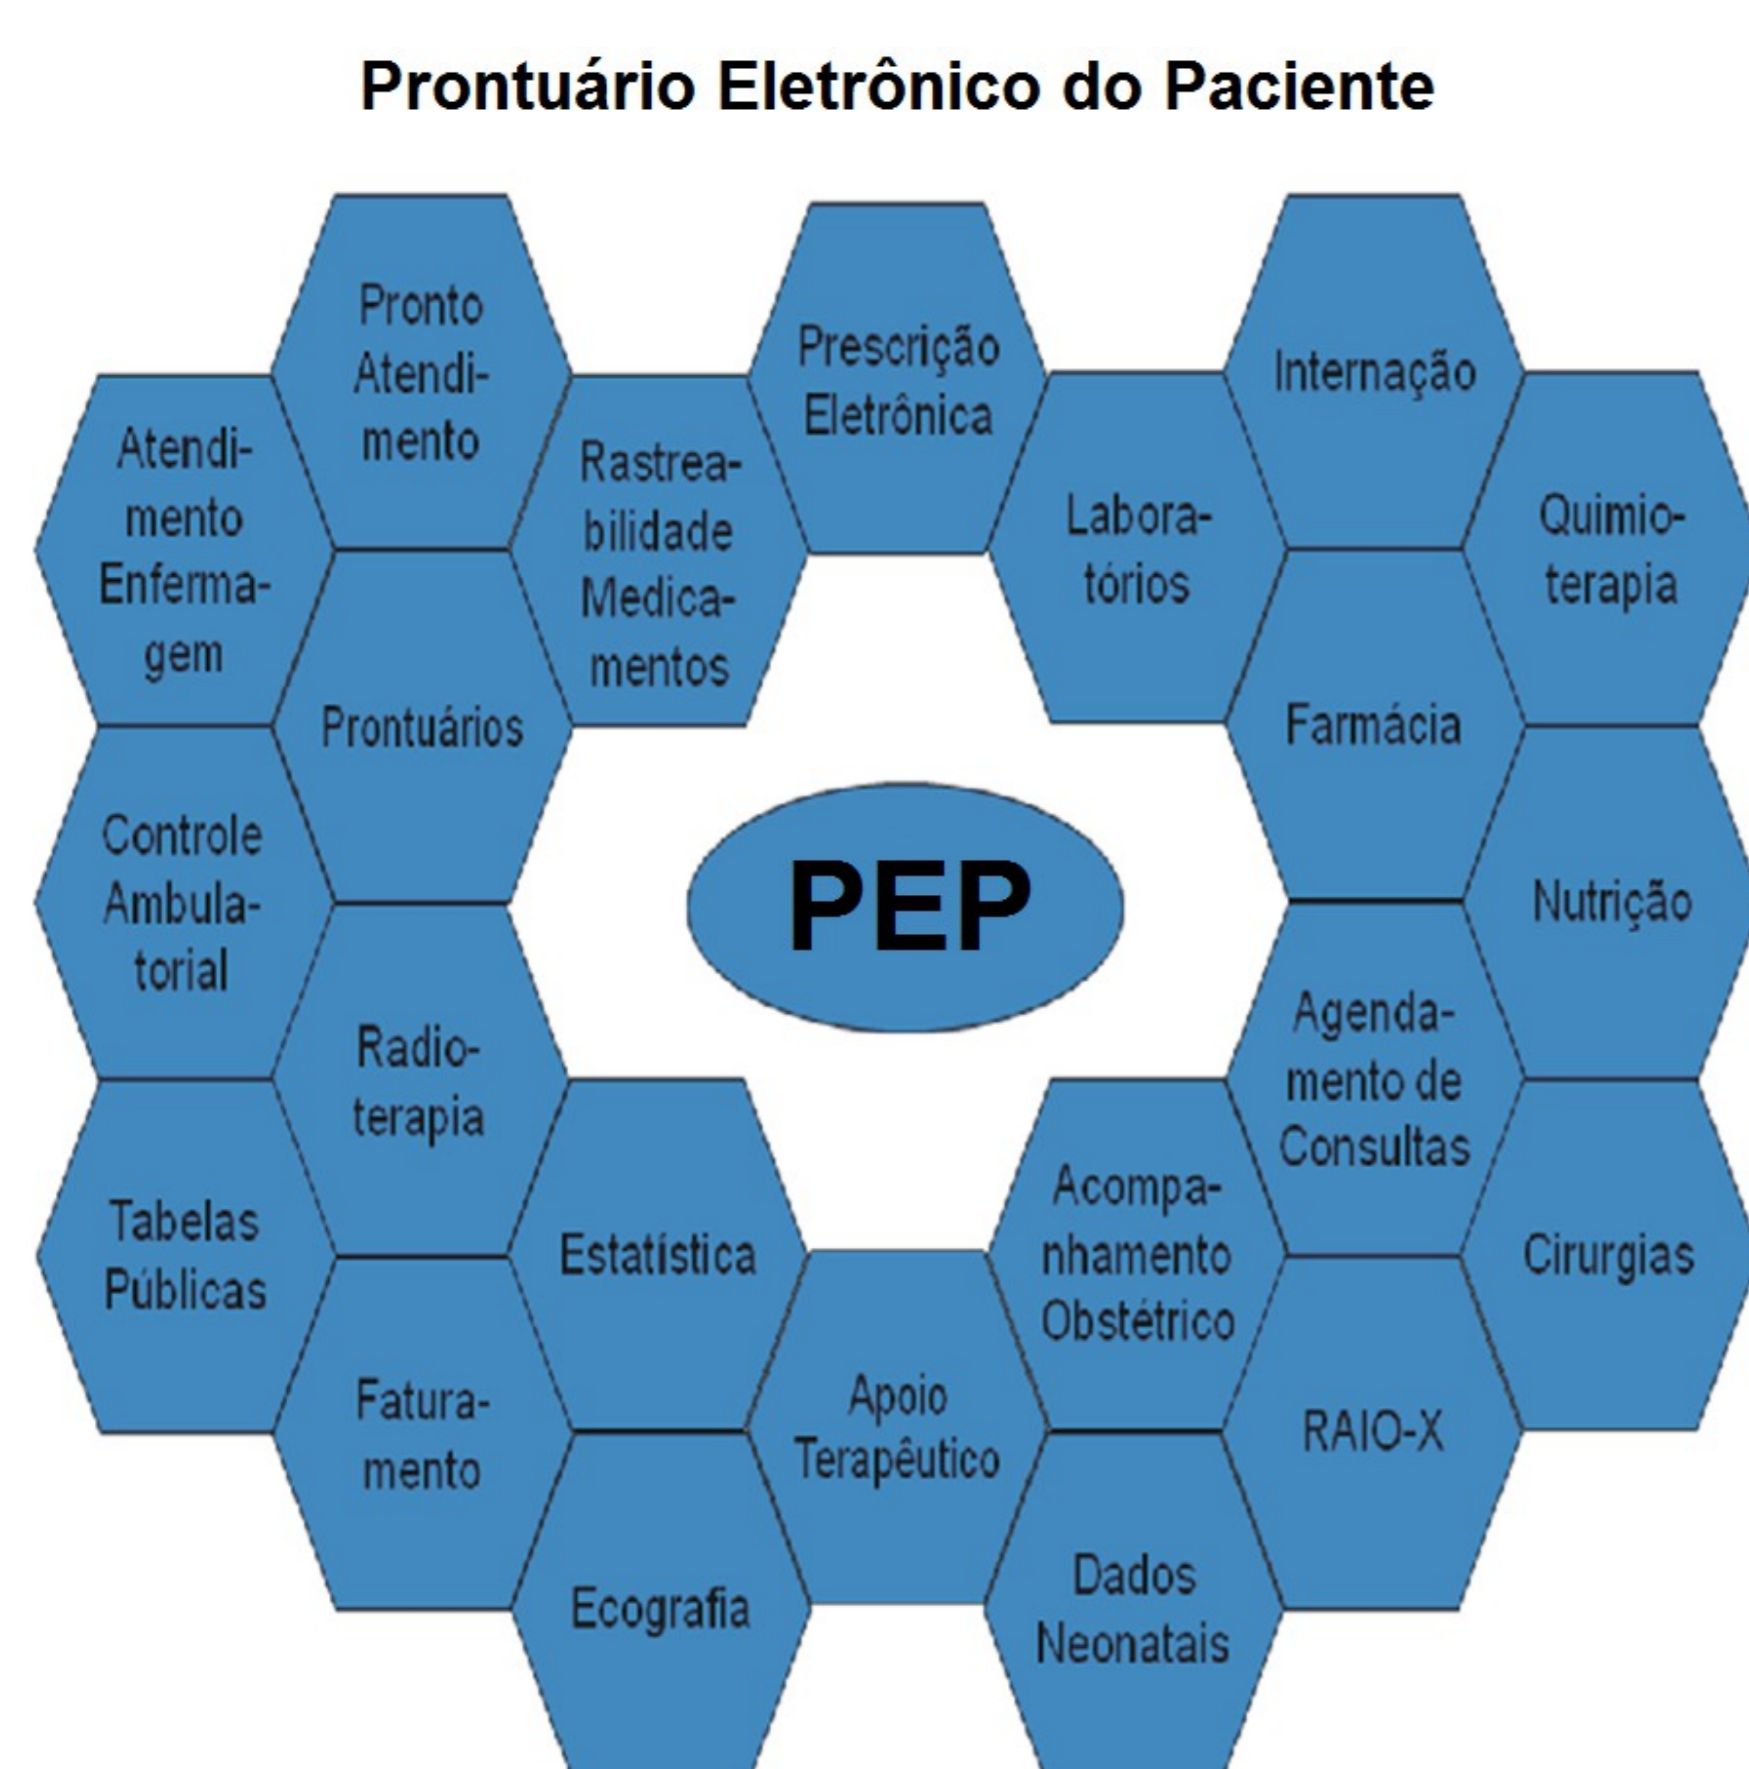 Prontuário Eletrônico do Paciente
Pronto
Atendi-
mento
Prescrição
Eletrônica
Internação
Atendi-
mento
Enferma-
gem
Rastrea-
bilidade
Medica-
mentos
Labora-
tórios
Quimio-
terapia
Prontuários
Farmácia
Controle
Ambula-
torial
PEP
Nutrição
Radio-
terapia
Agenda-
mento de
Consultas
Tabelas
Públicas
Estatística
Acompa-
nhamento
Obstétrico
Cirurgias
Fatura-
mento
Apoio
Terapêutico
RAIO-X
Ecografia
Dados
Neonatais